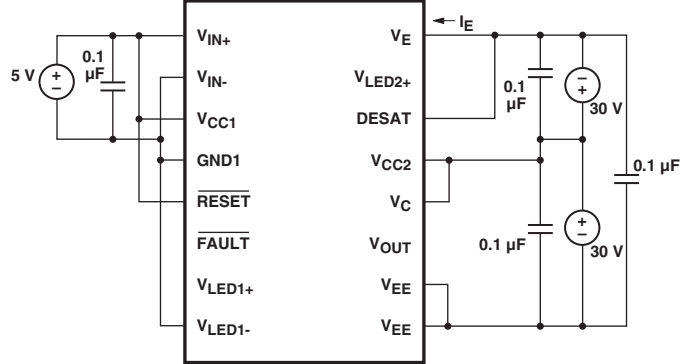 V_IN+
V_E
I_E
5 V
+
−
0.1
µF
V_IN-
V_LED2+
0.1
µF
−
+
30 V
V_CC1
DESAT
GND1
V_CC2
0.1 µF
RESET
V_C
FAULT
V_OUT
0.1 µF
+
−
30 V
V_LED1+
V_EE
V_LED1-
V_EE